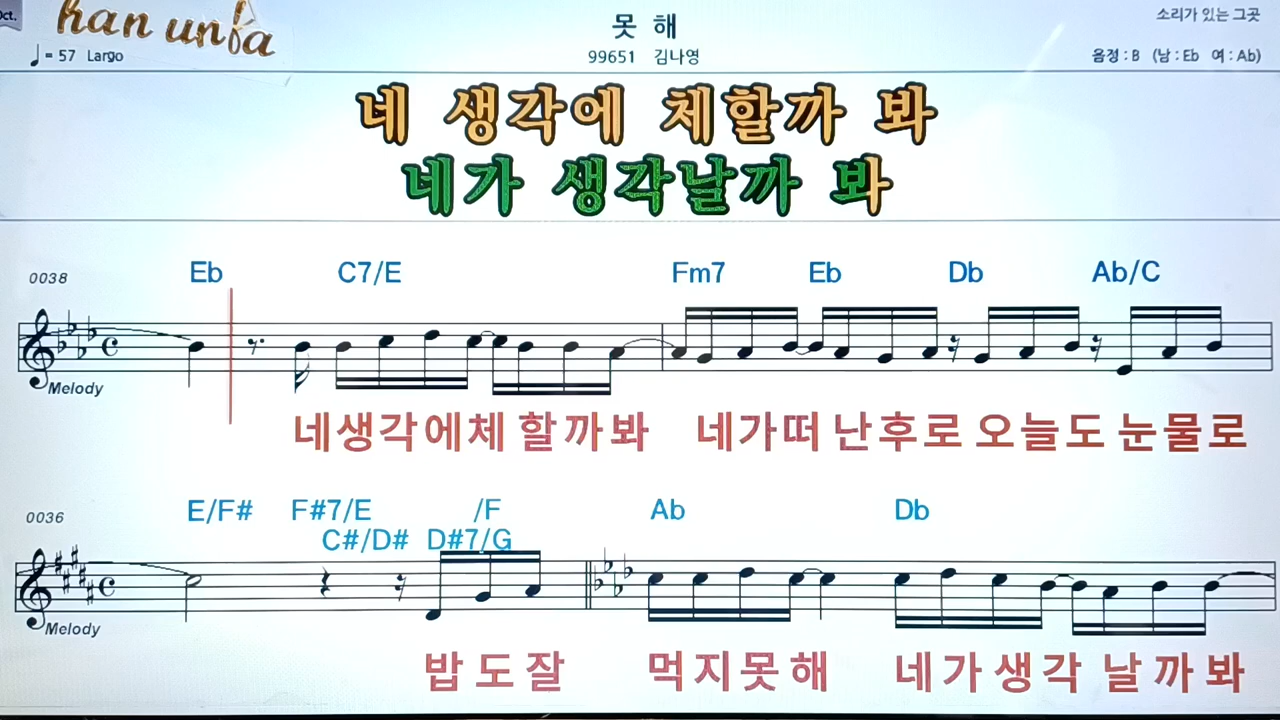 Oct.
han unfa
못 해
소리가 있는 그곳
♩= 57 Largo
99651 김나영
음정 : B (남 : Eb 여 : Ab)
네 생각에 체할까 봐
네가 생각날까 봐
0038 Eb C7/E Fm7 Eb Db Ab/C
Melody
네생각에체 할까봐 네가떠난후로 오늘도 눈물로
0036 E/F# F#7/E /F Ab Db
C#/D# D#7/G
Melody
밥도잘 먹지못해 네가생각 날까봐